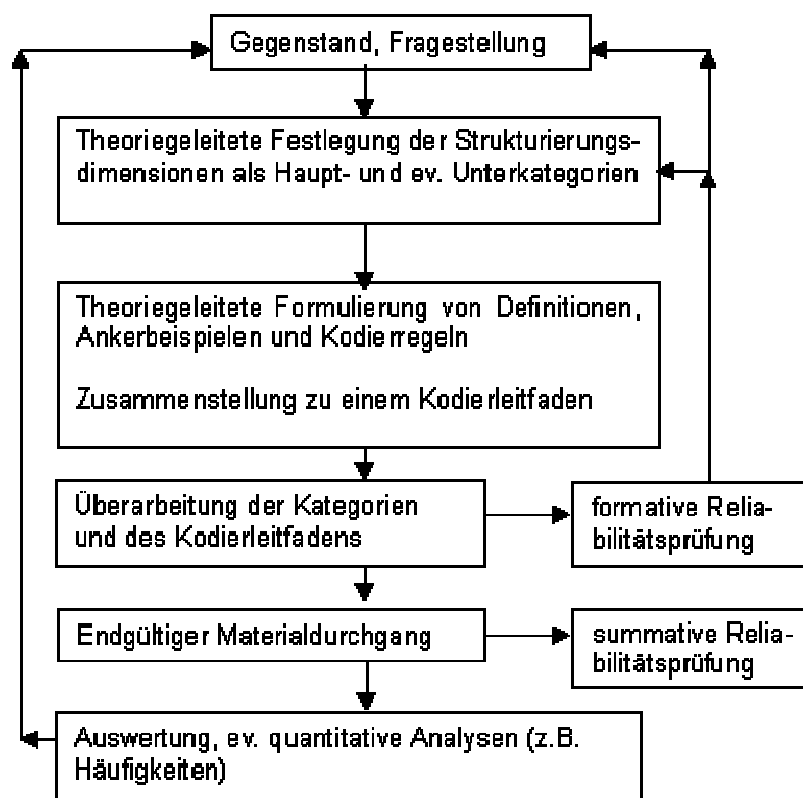 Gegenstand, Fragestellung
Theoriegeleitete Festlegung der Strukturierungs-
dimensionen als Haupt- und ev. Unterkategorien
Theoriegeleitete Formulierung von Definitionen,
Ankerbeispielen und Kodierregeln
Zusammenstellung zu einem Kodierleitfaden
Überarbeitung der Kategorien
und des Kodierleitfadens
formative Relia-
bilitätsprüfung
Endgültiger Materialdurchgang
summative Relia-
bilitätsprüfung
Auswertung, ev. quantitative Analysen (z.B.
Häufigkeiten)